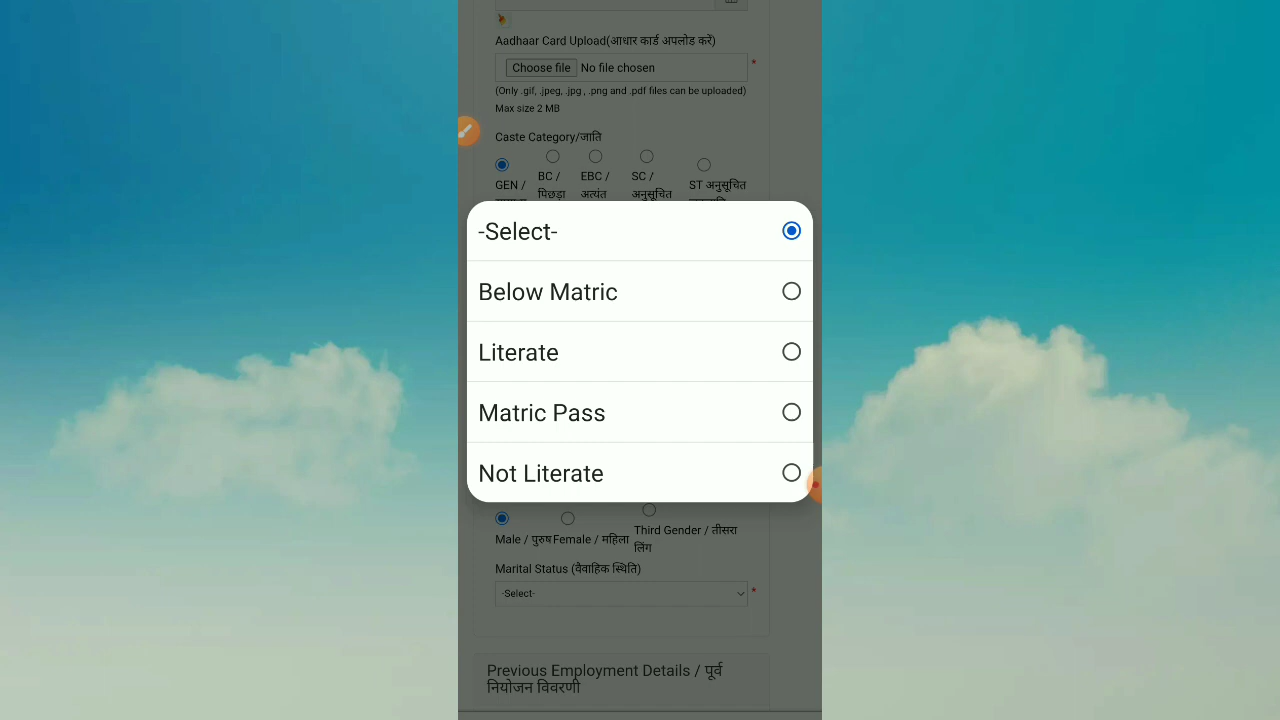 Aadhaar Card Upload(आधार कार्ड अपलोड करें)
Choose file No file chosen *
(Only .gif, .jpeg, .jpg , .png and .pdf files can be uploaded)
Max size 2 MB
Caste Category/जाति
GEN / BC / EBC / SC / ST अनुसूचित
पिछड़ा अत्यंत अनुसूचित
-Select-
Below Matric
Literate
Matric Pass
Not Literate
Male / पुरुष Female / महिला Third Gender / तीसरा
लिंग
Marital Status (वैवाहिक स्थिति)
-Select- *
Previous Employment Details / पूर्व
नियोजन विवरणी